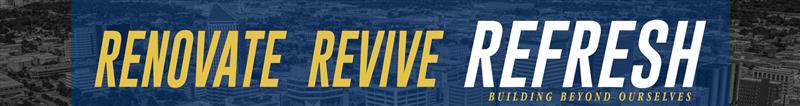 RENOVATE REVIVE REFRESH
BUILDING BEYOND OURSELVES